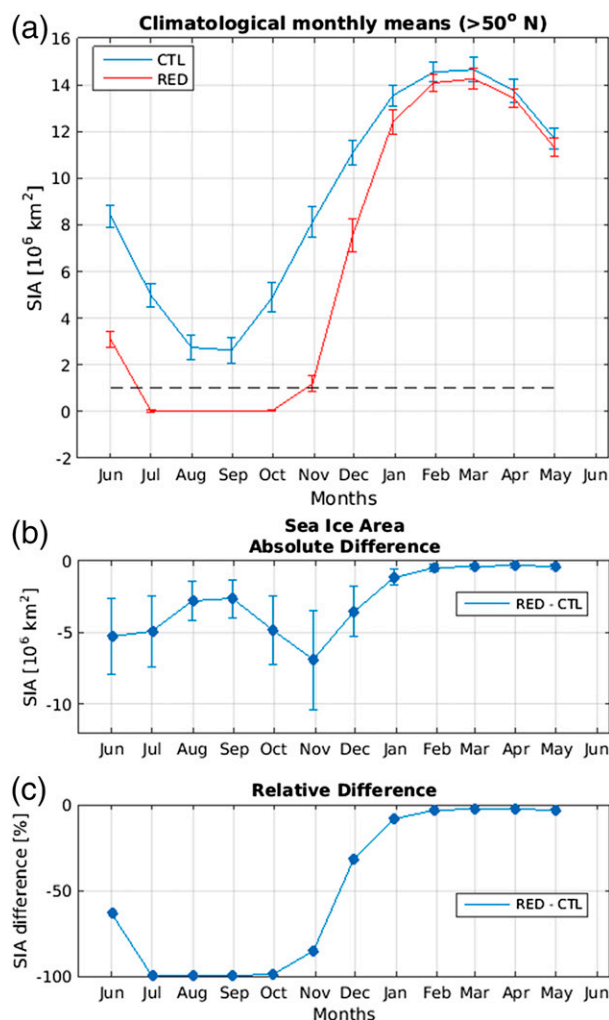 (a)
Climatological monthly means (>50° N)
SIA [10⁶ km²]
16
14
12
10
8
6
4
2
0
-2
CTL
RED
Jun Jul Aug Sep Oct Nov Dec Jan Feb Mar Apr May Jun
Months
(b)
Sea Ice Area
Absolute Difference
SIA [10⁶ km²]
0
-5
-10
RED - CTL
Jun Jul Aug Sep Oct Nov Dec Jan Feb Mar Apr May Jun
(c)
Relative Difference
SIA difference [%]
0
-50
-100
RED - CTL
Jun Jul Aug Sep Oct Nov Dec Jan Feb Mar Apr May Jun
Months